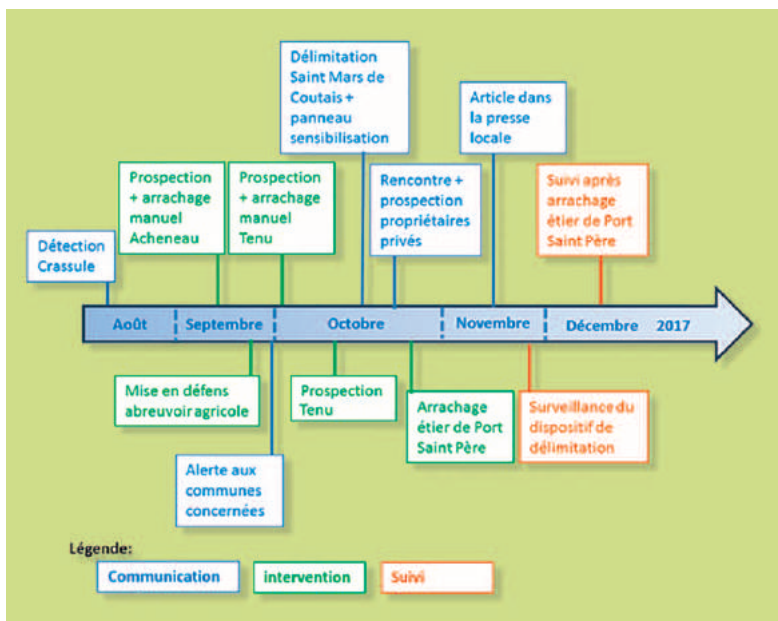 Délimitation
Saint Mars de
Coutais +
panneau
sensibilisation
Article dans
la presse
locale
Prospection
+ arrachage
manuel
Acheneau
Prospection
+ arrachage
manuel
Tenu
Rencontre +
prospection
propriétaires
privés
Suivi après
arrachage
étier de Port
Saint Père
Détection
Crassule
Août
Septembre
Octobre
Novembre
Décembre 2017
Mise en défens
abreuvoir agricole
Prospection
Tenu
Arrachage
étier de Port
Saint Père
Surveillance du
dispositif de
délimitation
Alerte aux
communes
concernées
Légende:
Communication
intervention
Suivi